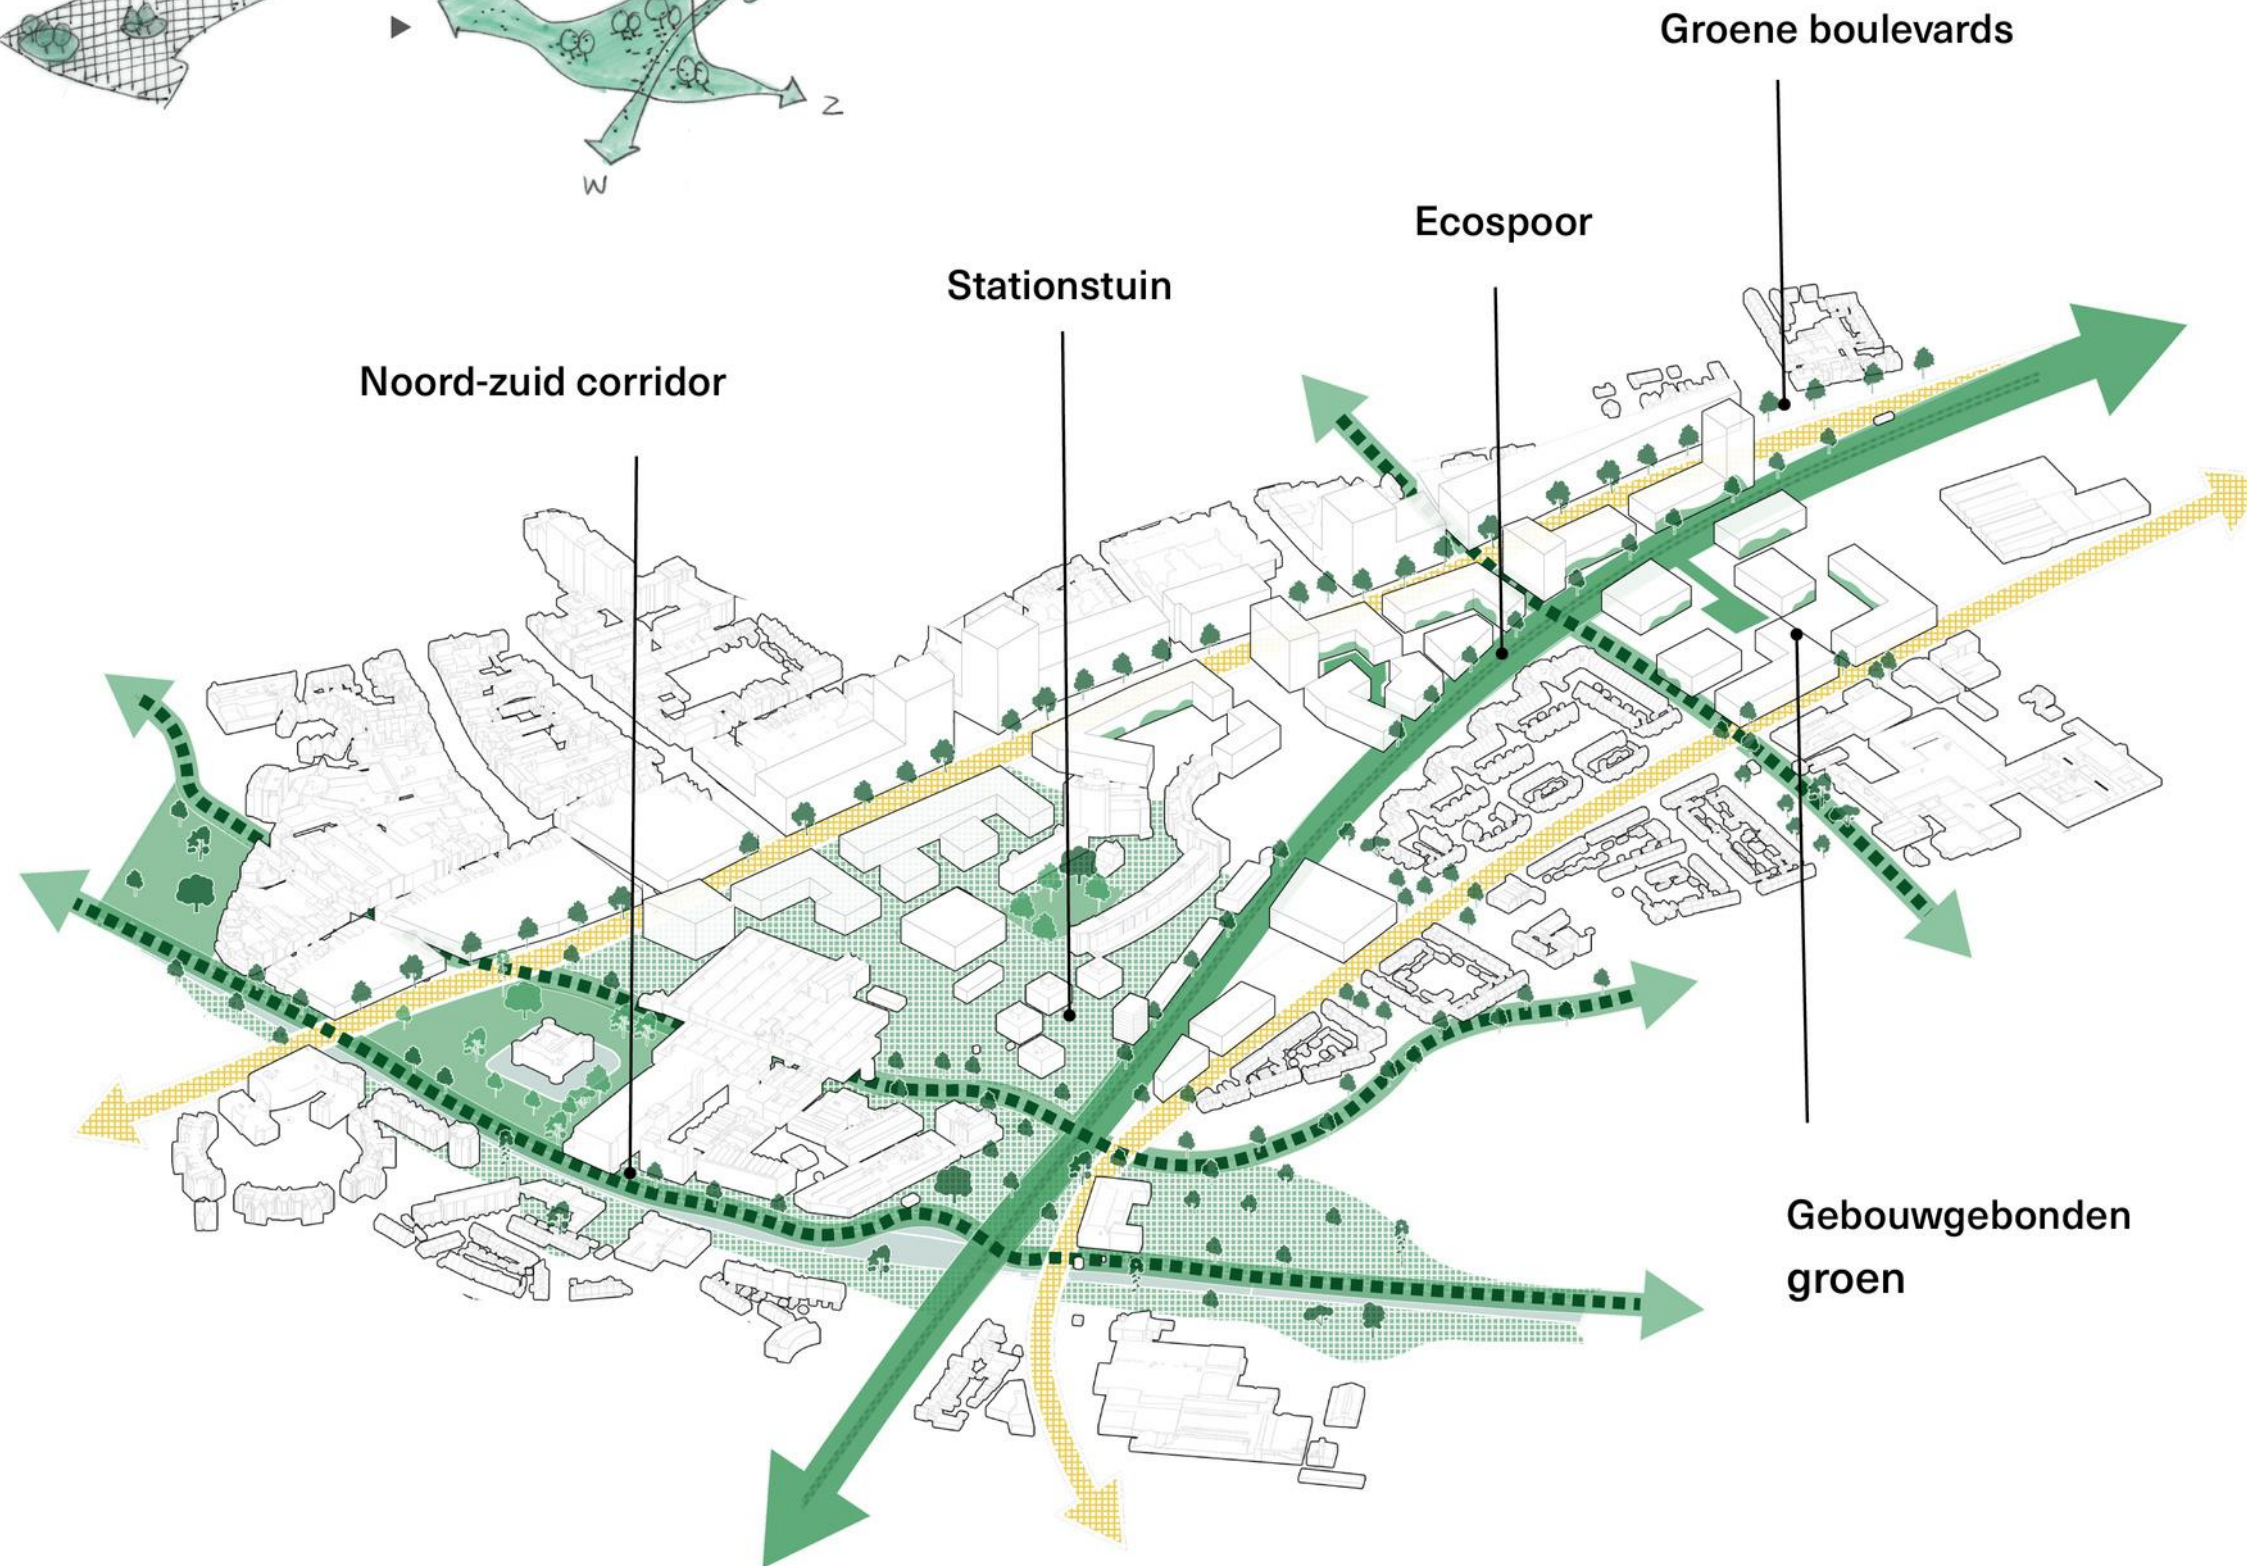 Z
W
Groene boulevards
Ecospoor
Stationstuin
Noord-zuid corridor
Gebouwgebonden
groen